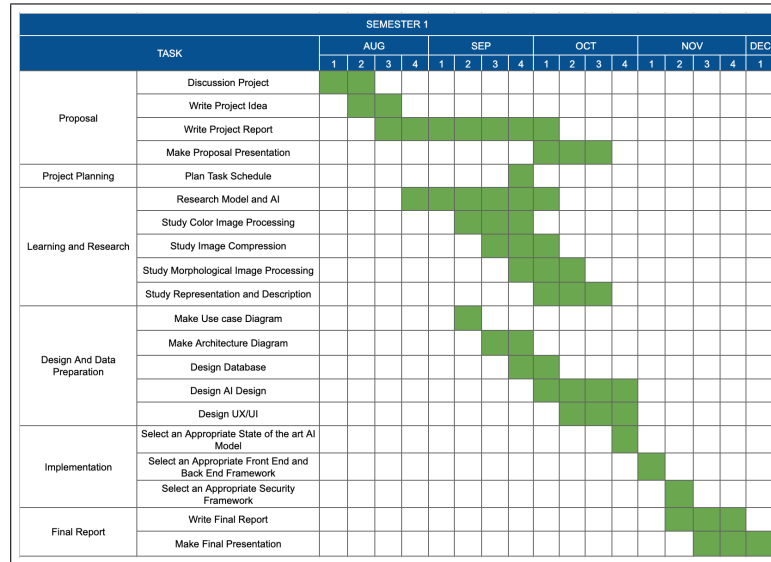 SEMESTER 1
TASK
AUG
SEP
OCT
NOV
DEC
1 2 3 4 1 2 3 4 1 2 3 4 1 2 3 4 1
Proposal
Discussion Project
Write Project Idea
Write Project Report
Make Proposal Presentation
Project Planning
Plan Task Schedule
Learning and Research
Research Model and AI
Study Color Image Processing
Study Image Compression
Study Morphological Image Processing
Study Representation and Description
Design And Data
Preparation
Make Use case Diagram
Make Architecture Diagram
Design Database
Design AI Design
Design UX/UI
Implementation
Select an Appropriate State of the art AI
Model
Select an Appropriate Front End and
Back End Framework
Select an Appropriate Security
Framework
Final Report
Write Final Report
Make Final Presentation